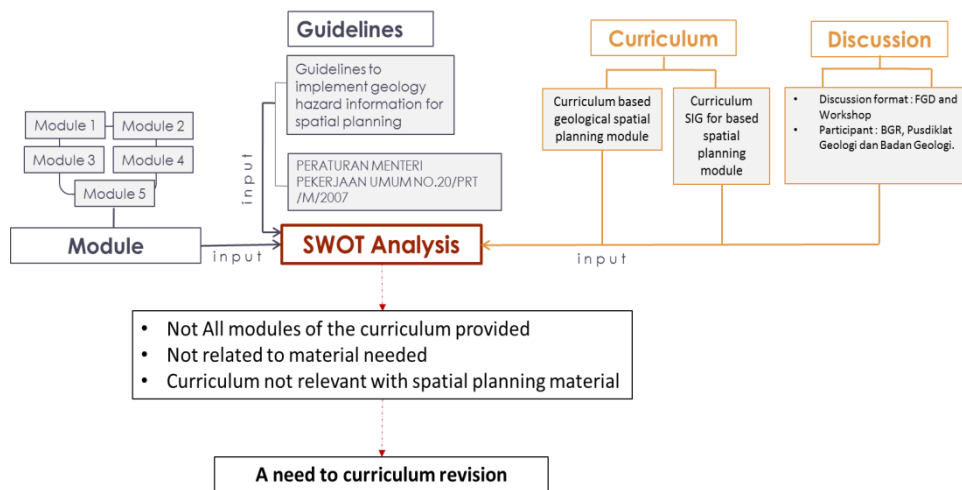 Guidelines
Guidelines to
implement geology
hazard information for
spatial planning
PERATURAN MENTERI
PEKERJAAN UMUM NO.20/PRT
/M/2007
Module 1
Module 2
Module 3
Module 4
Module 5
Module
input
input
SWOT Analysis
input
Curriculum
Curriculum based
geological spatial
planning module
Curriculum
SIG for based
spatial
planning
module
Discussion
• Discussion format : FGD and
Workshop
• Participant : BGR, Pusdiklat
Geologi dan Badan Geologi.
• Not All modules of the curriculum provided
• Not related to material needed
• Curriculum not relevant with spatial planning material
A need to curriculum revision